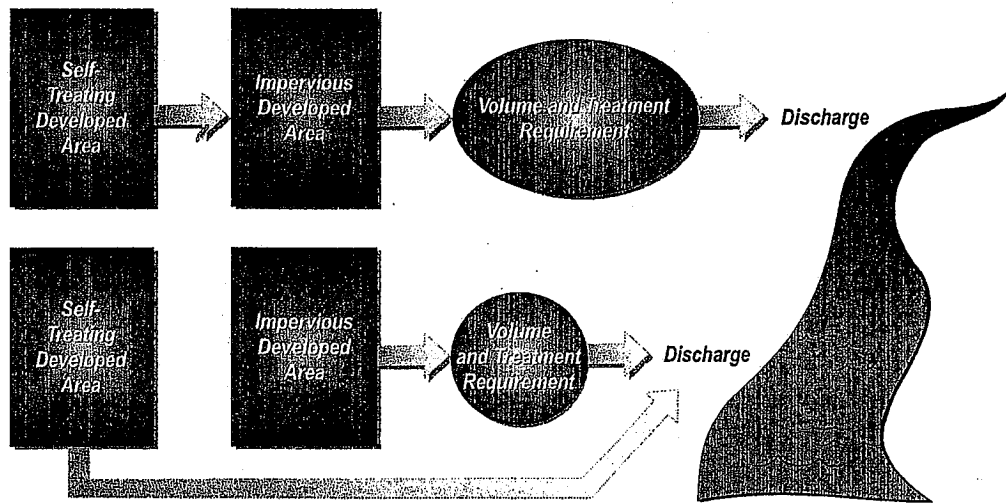 Self-
Treating
Developed
Area
Impervious
Developed
Area
Volume and Treatment
Requirement
Discharge
Self-
Treating
Developed
Area
Impervious
Developed
Area
Volume
and Treatment
Requirement
Discharge